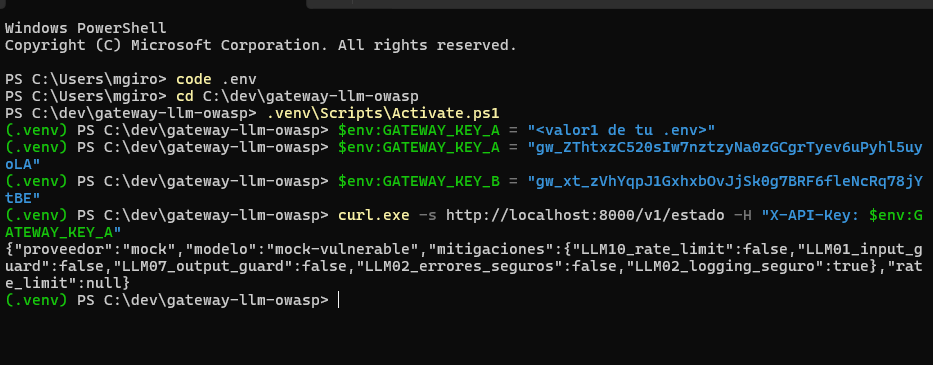 Windows PowerShell
Copyright (C) Microsoft Corporation. All rights reserved.
PS C:\Users\mgiro> code .env
PS C:\Users\mgiro> cd C:\dev\gateway-llm-owasp
PS C:\dev\gateway-llm-owasp> .venv\Scripts\Activate.ps1
(.venv) PS C:\dev\gateway-llm-owasp> $env:GATEWAY_KEY_A = "<valor1 de tu .env>"
(.venv) PS C:\dev\gateway-llm-owasp> $env:GATEWAY_KEY_A = "gw_ZThtxzC520sIw7nztzyNa0zGCgrTyev6uPyhl5uy
oLA"
(.venv) PS C:\dev\gateway-llm-owasp> $env:GATEWAY_KEY_B = "gw_xt_zVhYqpJ1GxhxbOvJjSk0g7BRF6fleNcRq78jY
tBE"
(.venv) PS C:\dev\gateway-llm-owasp> curl.exe -s http://localhost:8000/v1/estado -H "X-API-Key: $env:G
ATEWAY_KEY_A"
{"proveedor":"mock","modelo":"mock-vulnerable","mitigaciones":{"LLM10_rate_limit":false,"LLM01_input_g
uard":false,"LLM07_output_guard":false,"LLM02_errores_seguros":false,"LLM02_logging_seguro":true},"rat
e_limit":null}
(.venv) PS C:\dev\gateway-llm-owasp>